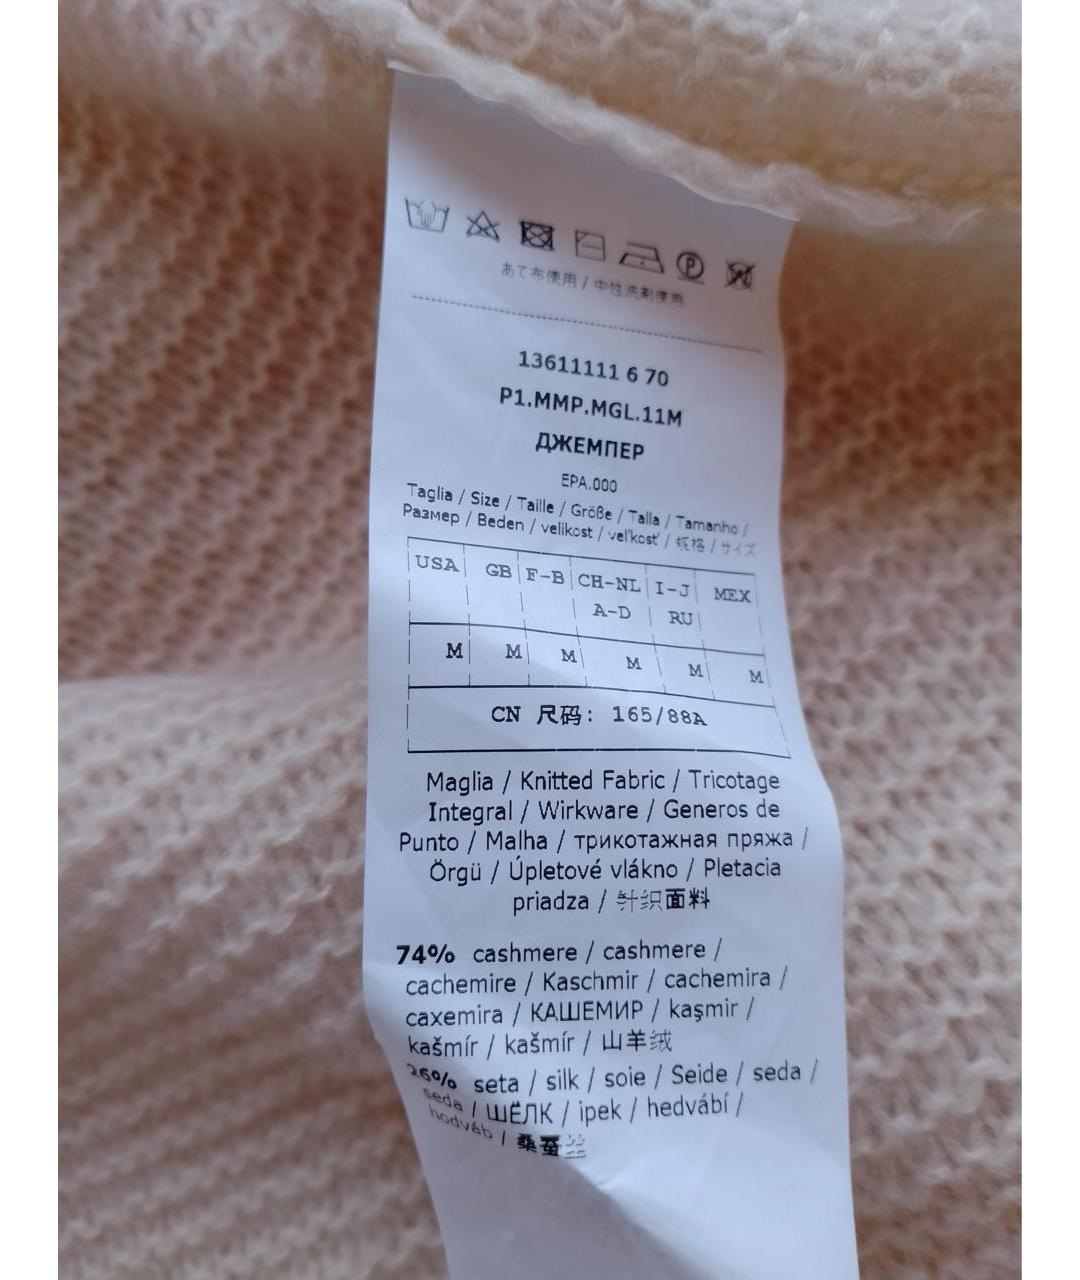 あて布使用 / 中性洗剤使用
13611111 6 70
P1.MMP.MGL.11M
ДЖЕМПЕР
EPA.000
Taglia / Size / Taille / Größe / Talla / Tamanho /
Размер / Beden / velikost / veľkosť / 规格 / サイズ
USA GB F-B CH-NL I-J MEX
A-D RU
M M M M M M
CN 尺码: 165/88A
Maglia / Knitted Fabric / Tricotage
Integral / Wirkware / Generos de
Punto / Malha / трикотажная пряжа /
Örgü / Úpletové vlákno / Pletacia
priadza / 针织面料
74% cashmere / cashmere /
cachemire / Kaschmir / cachemira /
caxemira / КАШЕМИР / kaşmir /
kašmír / kašmír / 山羊绒
26% seta / silk / soie / Seide / seda /
seda / ШЁЛК / ipek / hedvábí /
hodváb / 桑蚕丝